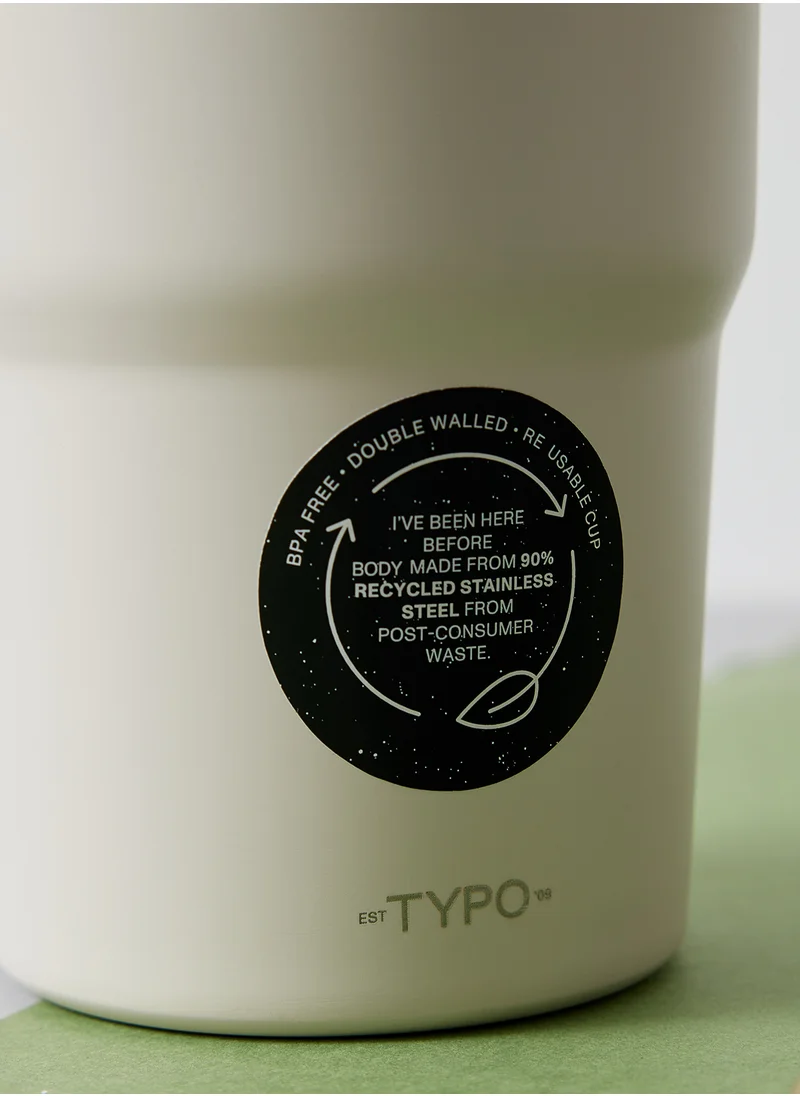 BPA FREE • DOUBLE WALLED • RE USABLE CUP
I'VE BEEN HERE
BEFORE
BODY MADE FROM 90%
RECYCLED STAINLESS
STEEL FROM
POST-CONSUMER
WASTE.
EST TYPO '09